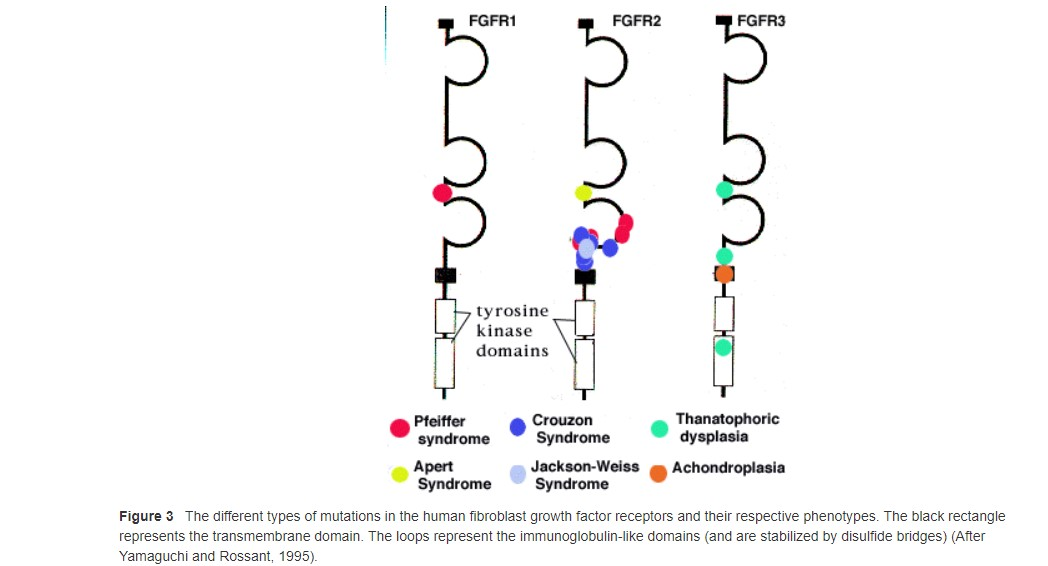 FGFR1
FGFR2
FGFR3
tyrosine
kinase
domains
Pfeiffer
syndrome
Crouzon
Syndrome
Thanatophoric
dysplasia
Apert
Syndrome
Jackson-Weiss
Syndrome
Achondroplasia
Figure 3 The different types of mutations in the human fibroblast growth factor receptors and their respective phenotypes. The black rectangle
represents the transmembrane domain. The loops represent the immunoglobulin-like domains (and are stabilized by disulfide bridges) (After
Yamaguchi and Rossant, 1995).